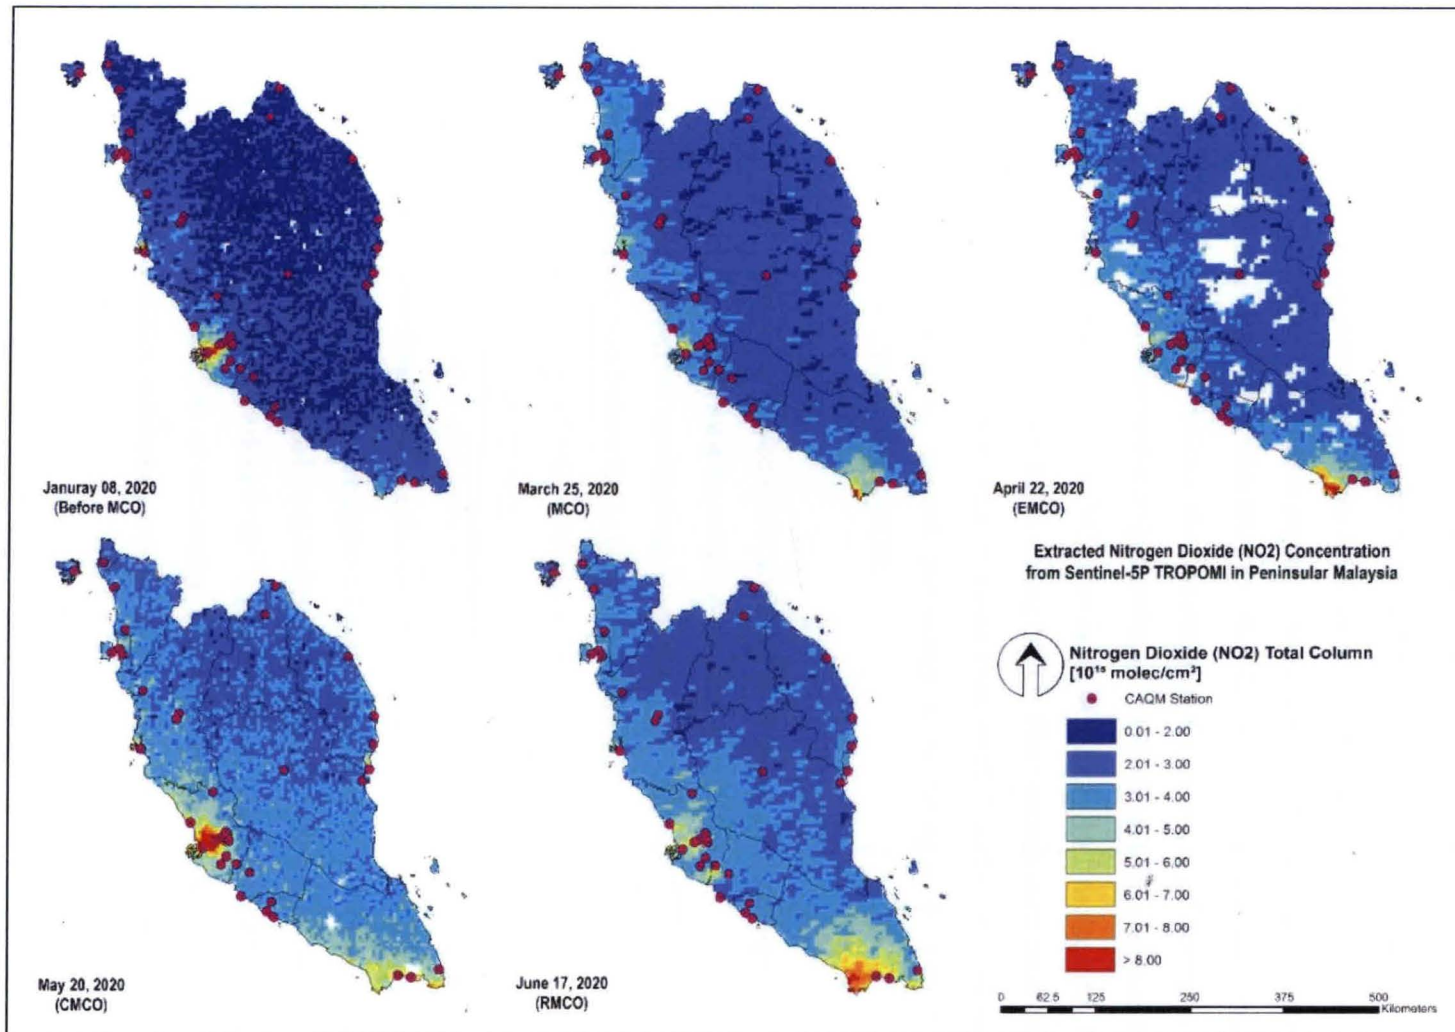 Januray 08, 2020
(Before MCO)
March 25, 2020
(MCO)
April 22, 2020
(EMCO)
Extracted Nitrogen Dioxide (NO2) Concentration
from Sentinel-5P TROPOMI in Peninsular Malaysia
May 20, 2020
(CMCO)
June 17, 2020
(RMCO)
Nitrogen Dioxide (NO2) Total Column
[10¹⁵ molec/cm²]
CAQM Station
0.01 - 2.00
2.01 - 3.00
3.01 - 4.00
4.01 - 5.00
5.01 - 6.00
6.01 - 7.00
7.01 - 8.00
> 8.00
0 62.5 125 250 375 500
Kilometers